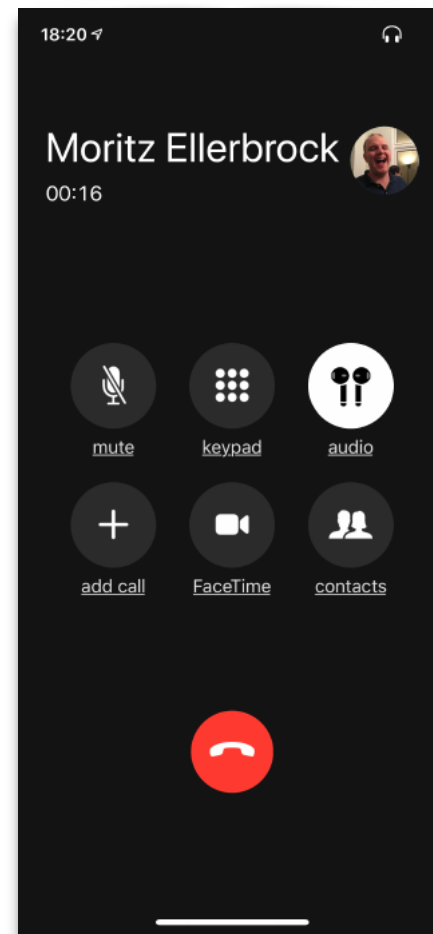 18:20
Moritz Ellerbrock
00:16
mute
keypad
audio
add call
FaceTime
contacts